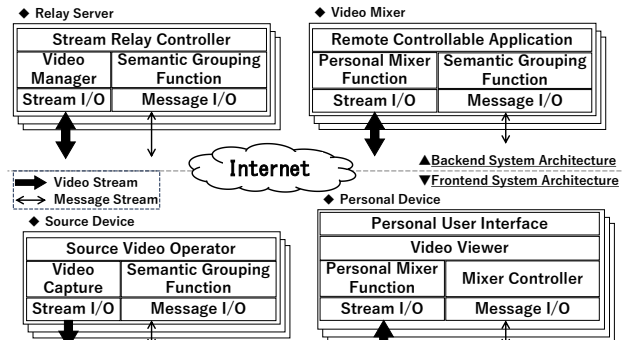 ◆ Relay Server
Stream Relay Controller
Video Manager
Semantic Grouping Function
Stream I/O
Message I/O
◆ Video Mixer
Remote Controllable Application
Personal Mixer Function
Semantic Grouping Function
Stream I/O
Message I/O
Internet
▲Backend System Architecture
▼Frontend System Architecture
Video Stream
Message Stream
◆ Source Device
Source Video Operator
Video Capture
Semantic Grouping Function
Stream I/O
Message I/O
◆ Personal Device
Personal User Interface
Video Viewer
Personal Mixer Function
Mixer Controller
Stream I/O
Message I/O